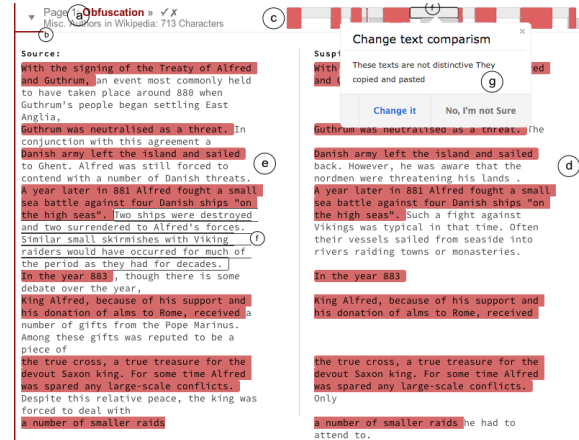 Page 1: Obfuscation » ✓✗
Misc. Authors in Wikipedia: 713 Characters
a
b
c
f
Source:
With the signing of the Treaty of Alfred
and Guthrum, an event most commonly held
to have taken place around 880 when
Guthrum's people began settling East
Anglia,
Guthrum was neutralised as a threat. In
conjunction with this agreement a
Danish army left the island and sailed
to Ghent. Alfred was still forced to
contend with a number of Danish threats.
A year later in 881 Alfred fought a small
sea battle against four Danish ships "on
the high seas". Two ships were destroyed
and two surrendered to Alfred's forces.
Similar small skirmishes with Viking
raiders would have occurred for much of
the period as they had for decades.
In the year 883 , though there is some
debate over the year,
King Alfred, because of his support and
his donation of alms to Rome, received a
number of gifts from the Pope Marinus.
Among these gifts was reputed to be a
piece of
the true cross, a true treasure for the
devout Saxon king. For some time Alfred
was spared any large-scale conflicts.
Despite this relative peace, the king was
forced to deal with
a number of smaller raids
e
f
Change text comparism
×
These texts are not distinctive They
copied and pasted
g
Change it
No, I'm not Sure
Suspi
With
ed
and G
Guthrum was neutralised as a threat. The
Danish army left the island and sailed
back. However, he was aware that the
nordmen were threatening his lands .
A year later in 881 Alfred fought a small
sea battle against four Danish ships "on
the high seas". Such a fight against
Vikings was typical in that time. Often
their vessels sailed from seaside into
rivers raiding towns or monasteries.
In the year 883
King Alfred, because of his support and
his donation of alms to Rome, received
the true cross, a true treasure for the
devout Saxon king. For some time Alfred
was spared any large-scale conflicts.
Only
a number of smaller raids he had to
attend to.
d